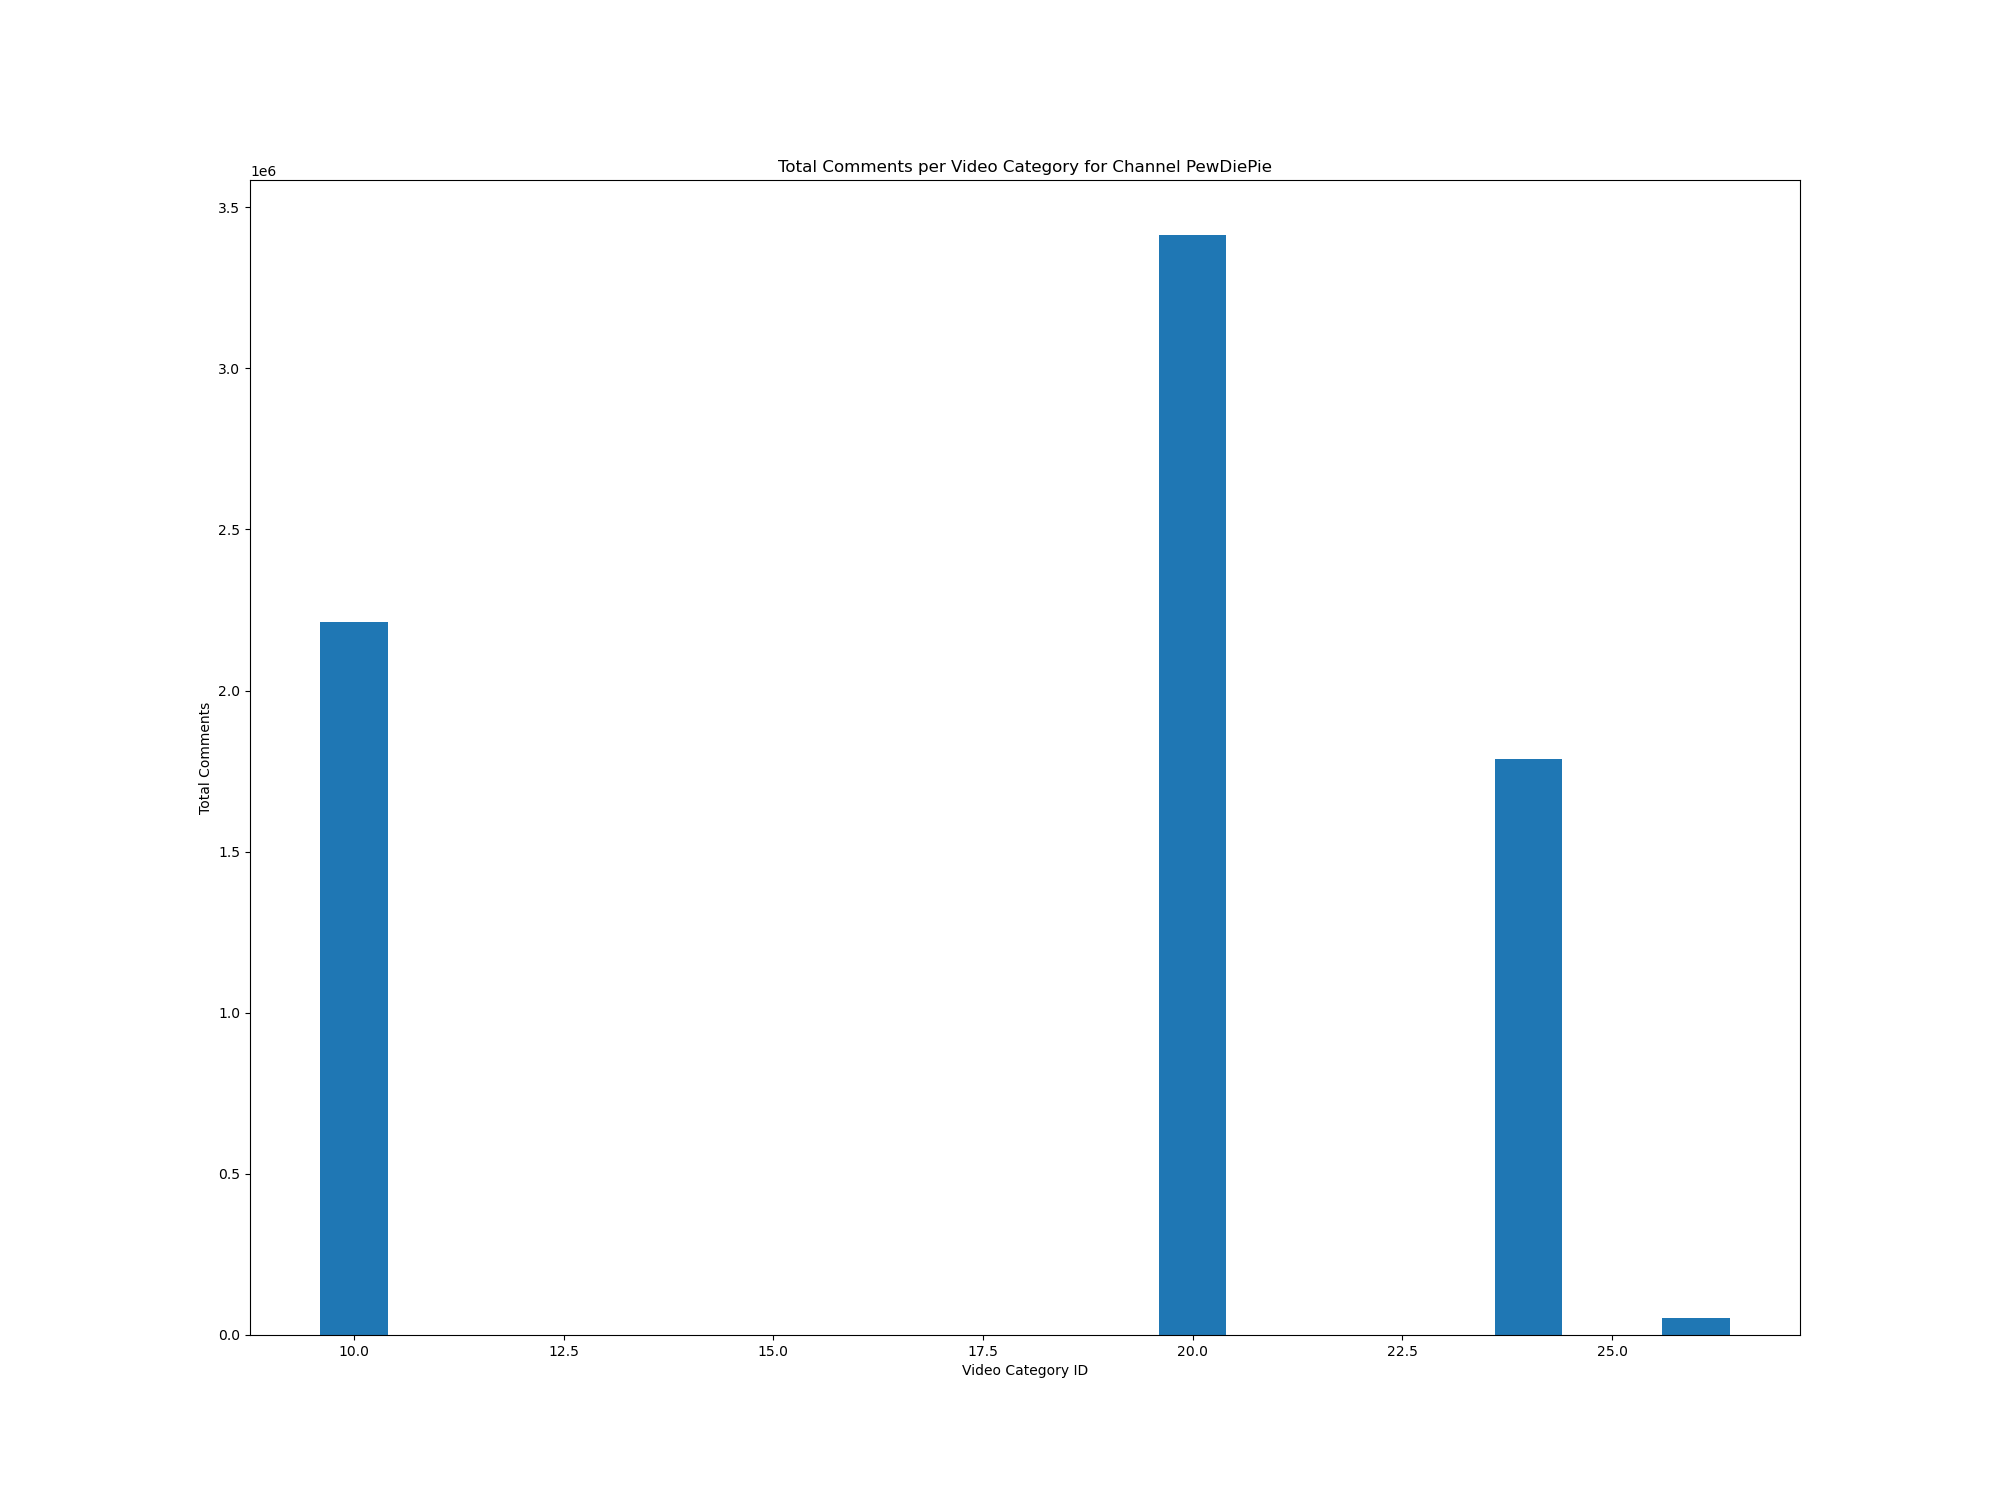 Total Comments per Video Category for Channel PewDiePie
1e6
3.5
3.0
2.5
2.0
1.5
1.0
0.5
0.0
Total Comments
10.0 12.5 15.0 17.5 20.0 22.5 25.0
Video Category ID